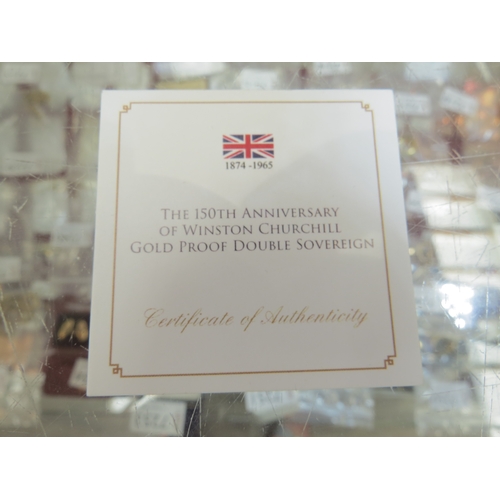 1874 - 1965
The 150th Anniversary
of Winston Churchill
Gold Proof Double Sovereign
Certificate of Authenticity